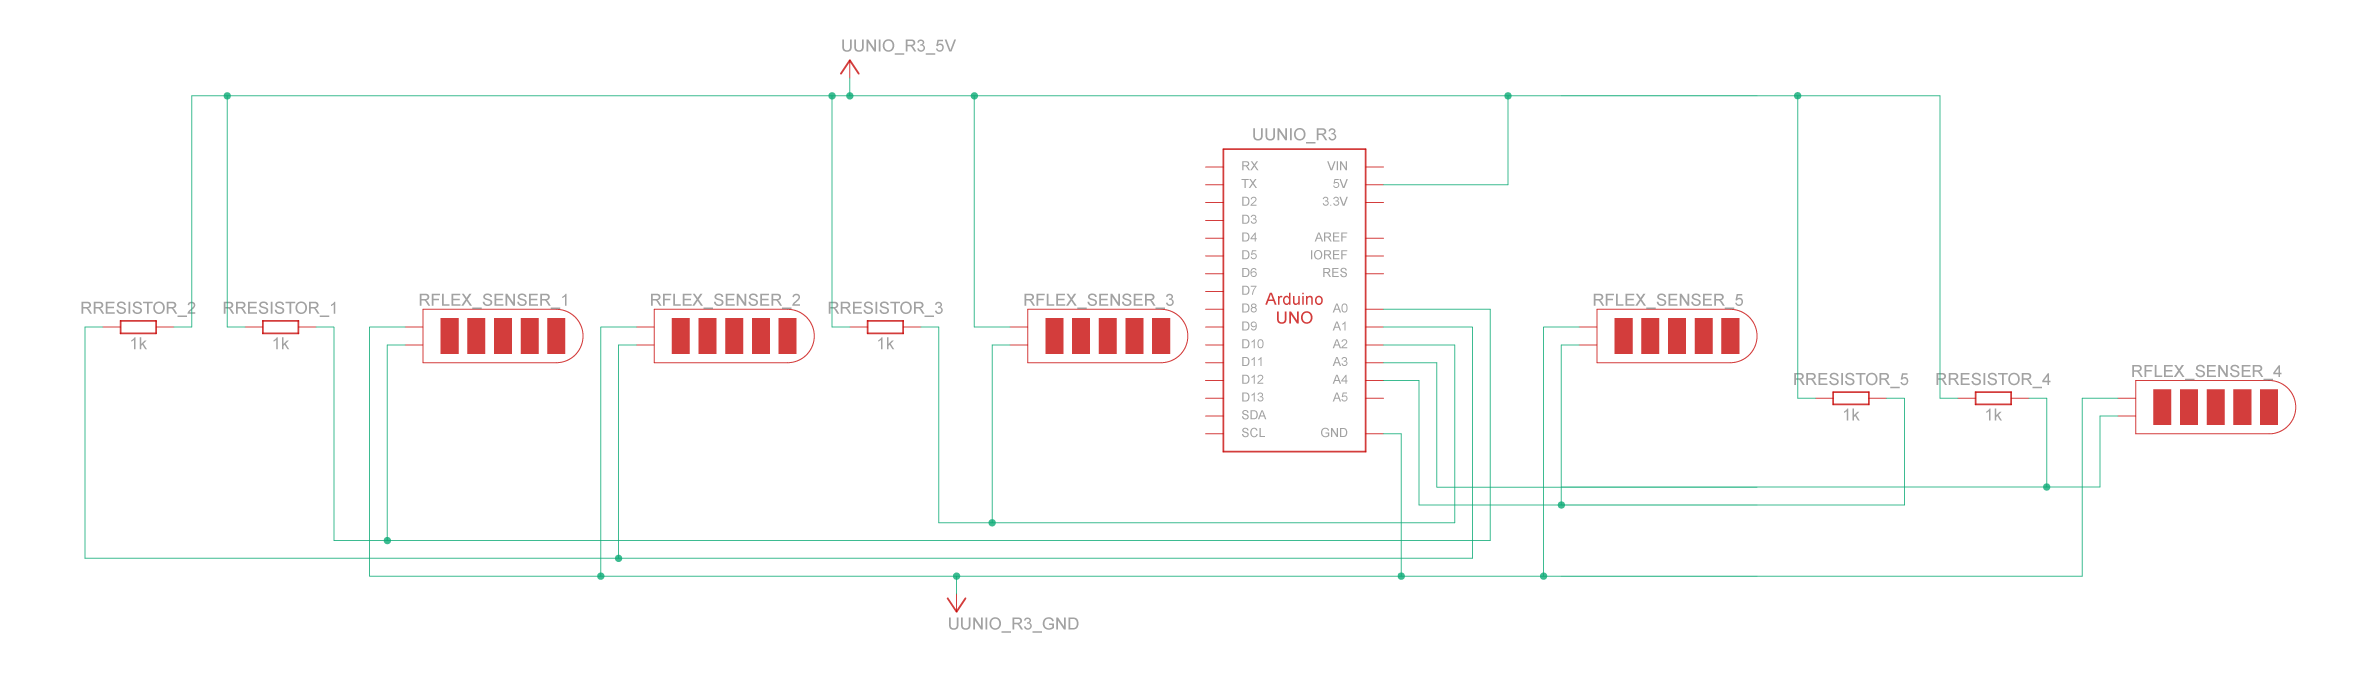 UUNIO_R3_5V
UUNIO_R3
RX VIN
TX 5V
D2 3.3V
D3
D4 AREF
D5 IOREF
D6 RES
D7
D8 A0
D9 A1
D10 A2
D11 A3
D12 A4
D13 A5
SDA
SCL GND
Arduino
UNO
RRESISTOR_2
1k
RRESISTOR_1
1k
RFLEX_SENSER_1
RFLEX_SENSER_2
RRESISTOR_3
1k
RFLEX_SENSER_3
RFLEX_SENSER_5
RRESISTOR_5
1k
RRESISTOR_4
1k
RFLEX_SENSER_4
UUNIO_R3_GND